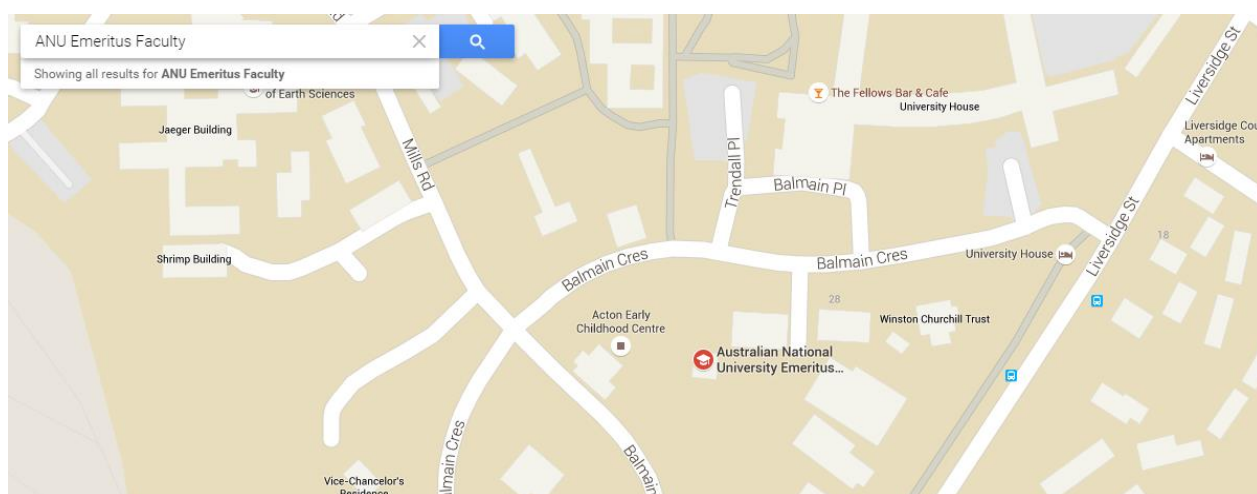 ANU Emeritus Faculty
Showing all results for ANU Emeritus Faculty
of Earth Sciences
Jaeger Building
Mills Rd
The Fellows Bar & Cafe
University House
Liversidge St
Liversidge Cou
Apartments
Trendall Pl
Balmain Pl
Shrimp Building
Balmain Cres
Balmain Cres
University House
Liversidge St
18
28
Acton Early
Childhood Centre
Winston Churchill Trust
Australian National
University Emeritus...
Balmain Cres
Balmain
Vice-Chancelor's
Residence